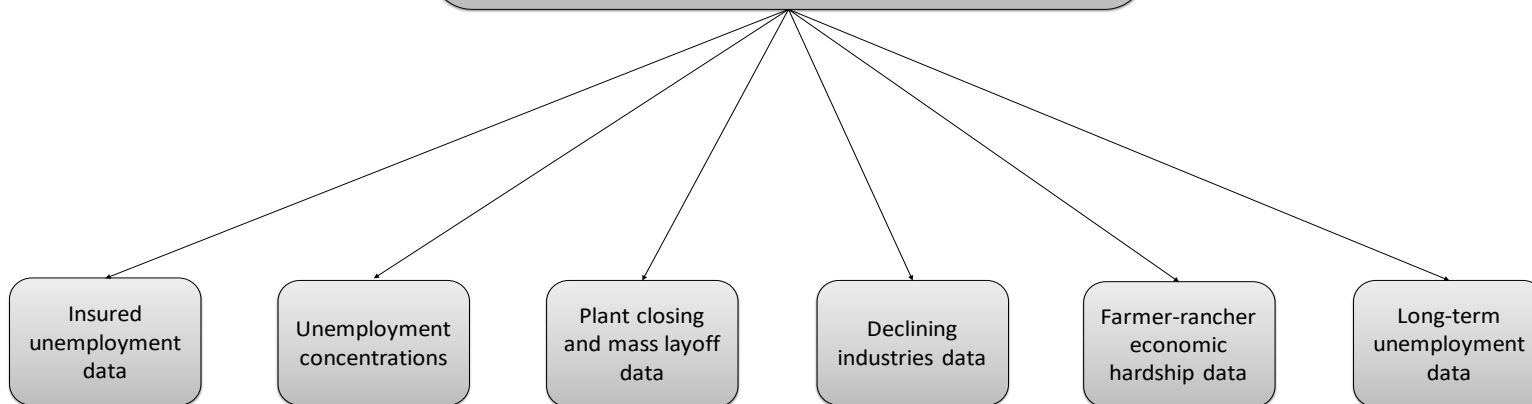 Insured
unemployment
data
Unemployment
concentrations
Plant closing
and mass layoff
data
Declining
industries data
Farmer-rancher
economic
hardship data
Long-term
unemployment
data